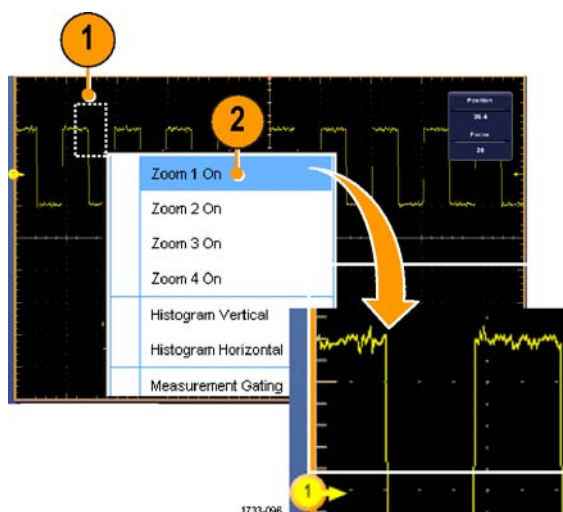 1
2
Position
36.4
Factor
20
Zoom 1 On
Zoom 2 On
Zoom 3 On
Zoom 4 On
Histogram Vertical
Histogram Horizontal
Measurement Gating
1
1733-096